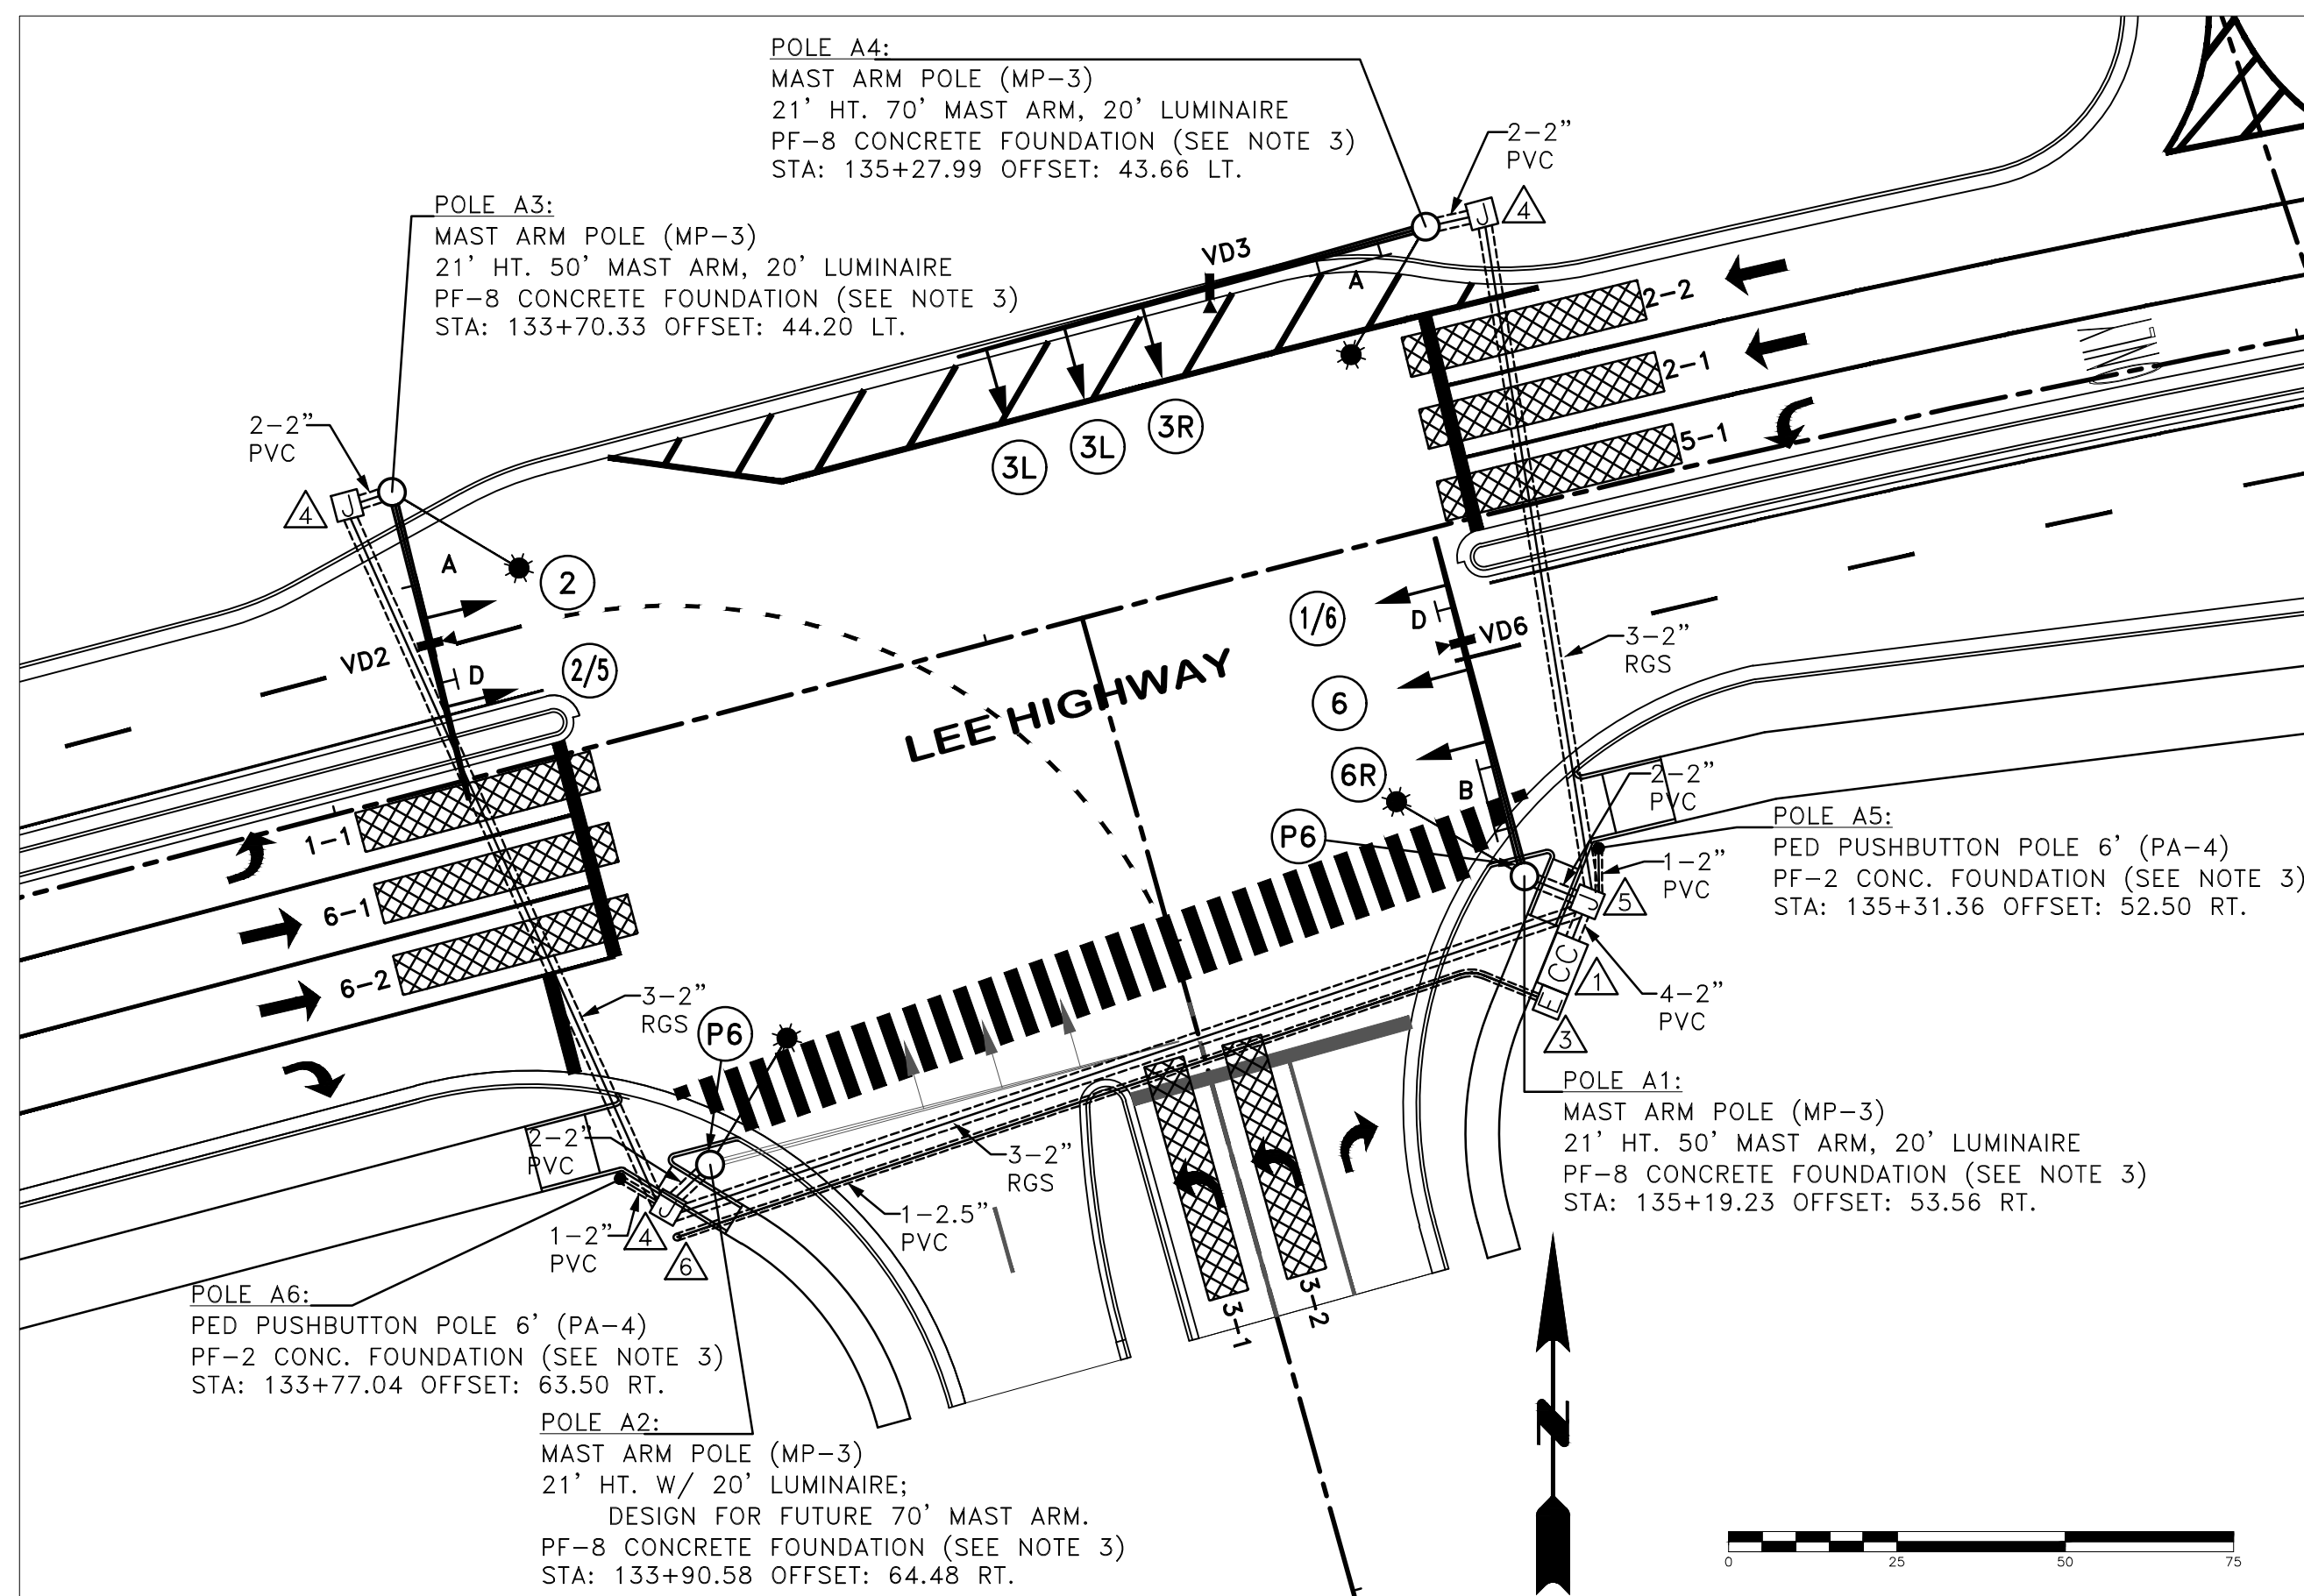 POLE A4:
MAST ARM POLE (MP-3)
21' HT. 70' MAST ARM, 20' LUMINAIRE
PF-8 CONCRETE FOUNDATION (SEE NOTE 3)
STA: 135+27.99 OFFSET: 43.66 LT.
2-2"
PVC
4
POLE A3:
MAST ARM POLE (MP-3)
21' HT. 50' MAST ARM, 20' LUMINAIRE
PF-8 CONCRETE FOUNDATION (SEE NOTE 3)
STA: 133+70.33 OFFSET: 44.20 LT.
J
VD3
A
2-2
2-1
5-1
3L
3L
3R
2-2"
PVC
4
J
A
2
VD2
D
2/5
LEE HIGHWAY
1/6
D
VD6
6
6R
B
P6
3-2"
RGS
2-2"
PVC
POLE A5:
PED PUSHBUTTON POLE 6' (PA-4)
PF-2 CONC. FOUNDATION (SEE NOTE 3)
STA: 135+31.36 OFFSET: 52.50 RT.
1-2"
PVC
J
5
CC
1
E
3
4-2"
PVC
1-1
6-1
6-2
3-2"
RGS
P6
2-2"
PVC
J
1-2"
PVC
4
6
3-2"
RGS
1-2.5"
PVC
3-1
3-2
POLE A1:
MAST ARM POLE (MP-3)
21' HT. 50' MAST ARM, 20' LUMINAIRE
PF-8 CONCRETE FOUNDATION (SEE NOTE 3)
STA: 135+19.23 OFFSET: 53.56 RT.
POLE A6:
PED PUSHBUTTON POLE 6' (PA-4)
PF-2 CONC. FOUNDATION (SEE NOTE 3)
STA: 133+77.04 OFFSET: 63.50 RT.
POLE A2:
MAST ARM POLE (MP-3)
21' HT. W/ 20' LUMINAIRE;
DESIGN FOR FUTURE 70' MAST ARM.
PF-8 CONCRETE FOUNDATION (SEE NOTE 3)
STA: 133+90.58 OFFSET: 64.48 RT.
N
0 25 50 75